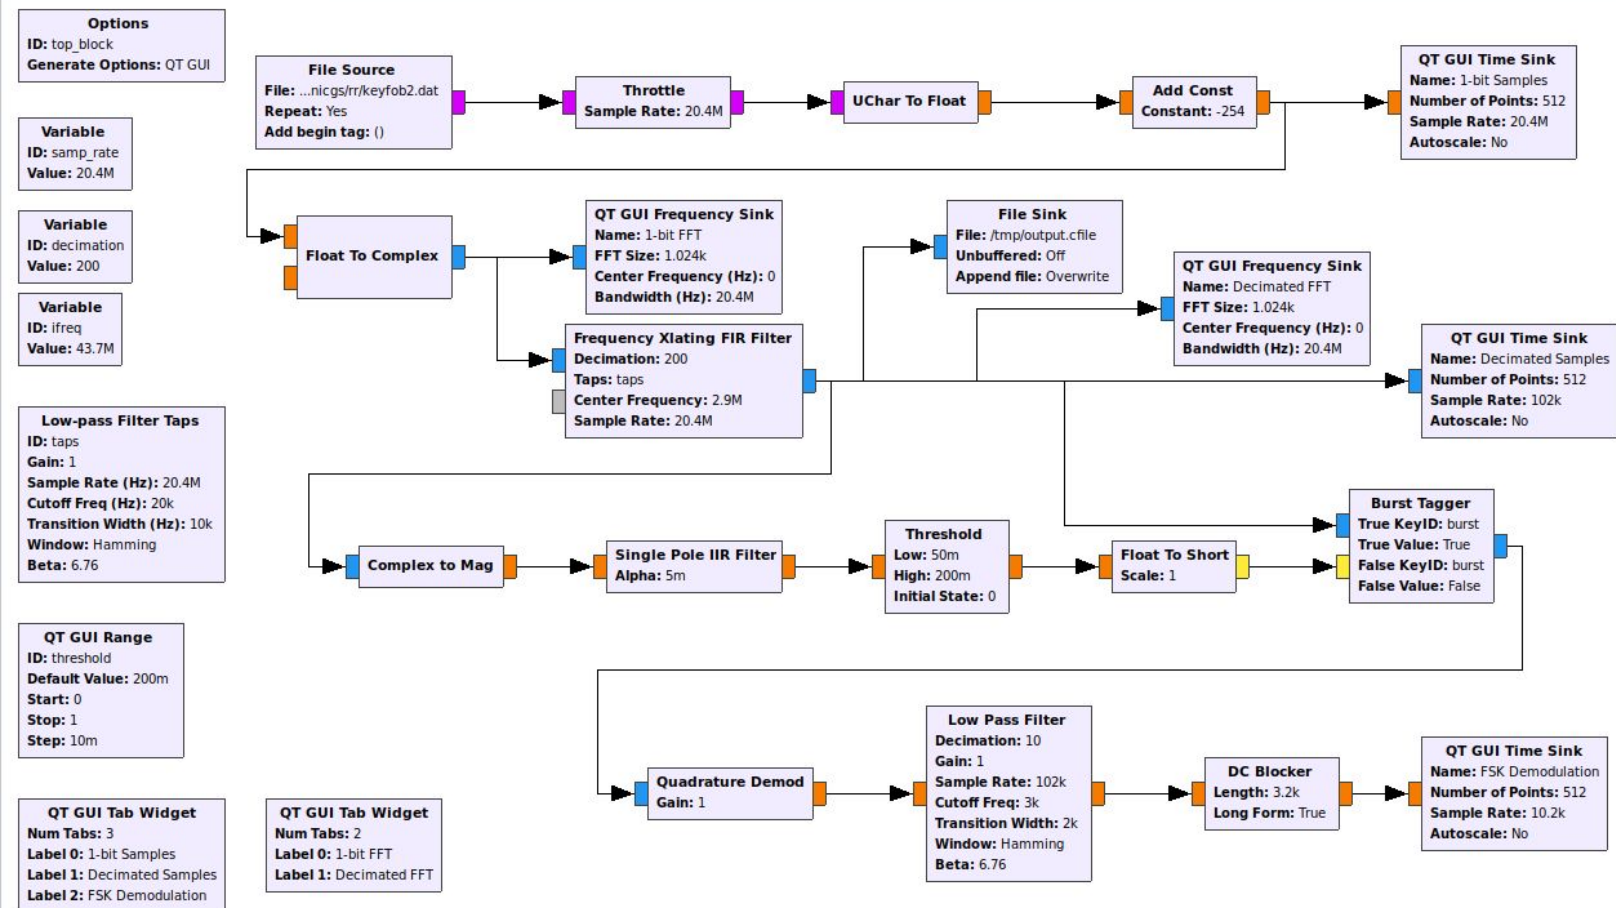 Options
ID: top_block
Generate Options: QT GUI
File Source
File: ...nicgs/rr/keyfob2.dat
Repeat: Yes
Add begin tag: ()
Throttle
Sample Rate: 20.4M
UChar To Float
Add Const
Constant: -254
QT GUI Time Sink
Name: 1-bit Samples
Number of Points: 512
Sample Rate: 20.4M
Autoscale: No
Variable
ID: samp_rate
Value: 20.4M
Variable
ID: decimation
Value: 200
Variable
ID: ifreq
Value: 43.7M
Float To Complex
QT GUI Frequency Sink
Name: 1-bit FFT
FFT Size: 1.024k
Center Frequency (Hz): 0
Bandwidth (Hz): 20.4M
File Sink
File: /tmp/output.cfile
Unbuffered: Off
Append file: Overwrite
QT GUI Frequency Sink
Name: Decimated FFT
FFT Size: 1.024k
Center Frequency (Hz): 0
Bandwidth (Hz): 20.4M
Frequency Xlating FIR Filter
Decimation: 200
Taps: taps
Center Frequency: 2.9M
Sample Rate: 20.4M
QT GUI Time Sink
Name: Decimated Samples
Number of Points: 512
Sample Rate: 102k
Autoscale: No
Low-pass Filter Taps
ID: taps
Gain: 1
Sample Rate (Hz): 20.4M
Cutoff Freq (Hz): 20k
Transition Width (Hz): 10k
Window: Hamming
Beta: 6.76
Complex to Mag
Single Pole IIR Filter
Alpha: 5m
Threshold
Low: 50m
High: 200m
Initial State: 0
Float To Short
Scale: 1
Burst Tagger
True KeyID: burst
True Value: True
False KeyID: burst
False Value: False
QT GUI Range
ID: threshold
Default Value: 200m
Start: 0
Stop: 1
Step: 10m
Quadrature Demod
Gain: 1
Low Pass Filter
Decimation: 10
Gain: 1
Sample Rate: 102k
Cutoff Freq: 3k
Transition Width: 2k
Window: Hamming
Beta: 6.76
DC Blocker
Length: 3.2k
Long Form: True
QT GUI Time Sink
Name: FSK Demodulation
Number of Points: 512
Sample Rate: 10.2k
Autoscale: No
QT GUI Tab Widget
Num Tabs: 3
Label 0: 1-bit Samples
Label 1: Decimated Samples
Label 2: FSK Demodulation
QT GUI Tab Widget
Num Tabs: 2
Label 0: 1-bit FFT
Label 1: Decimated FFT